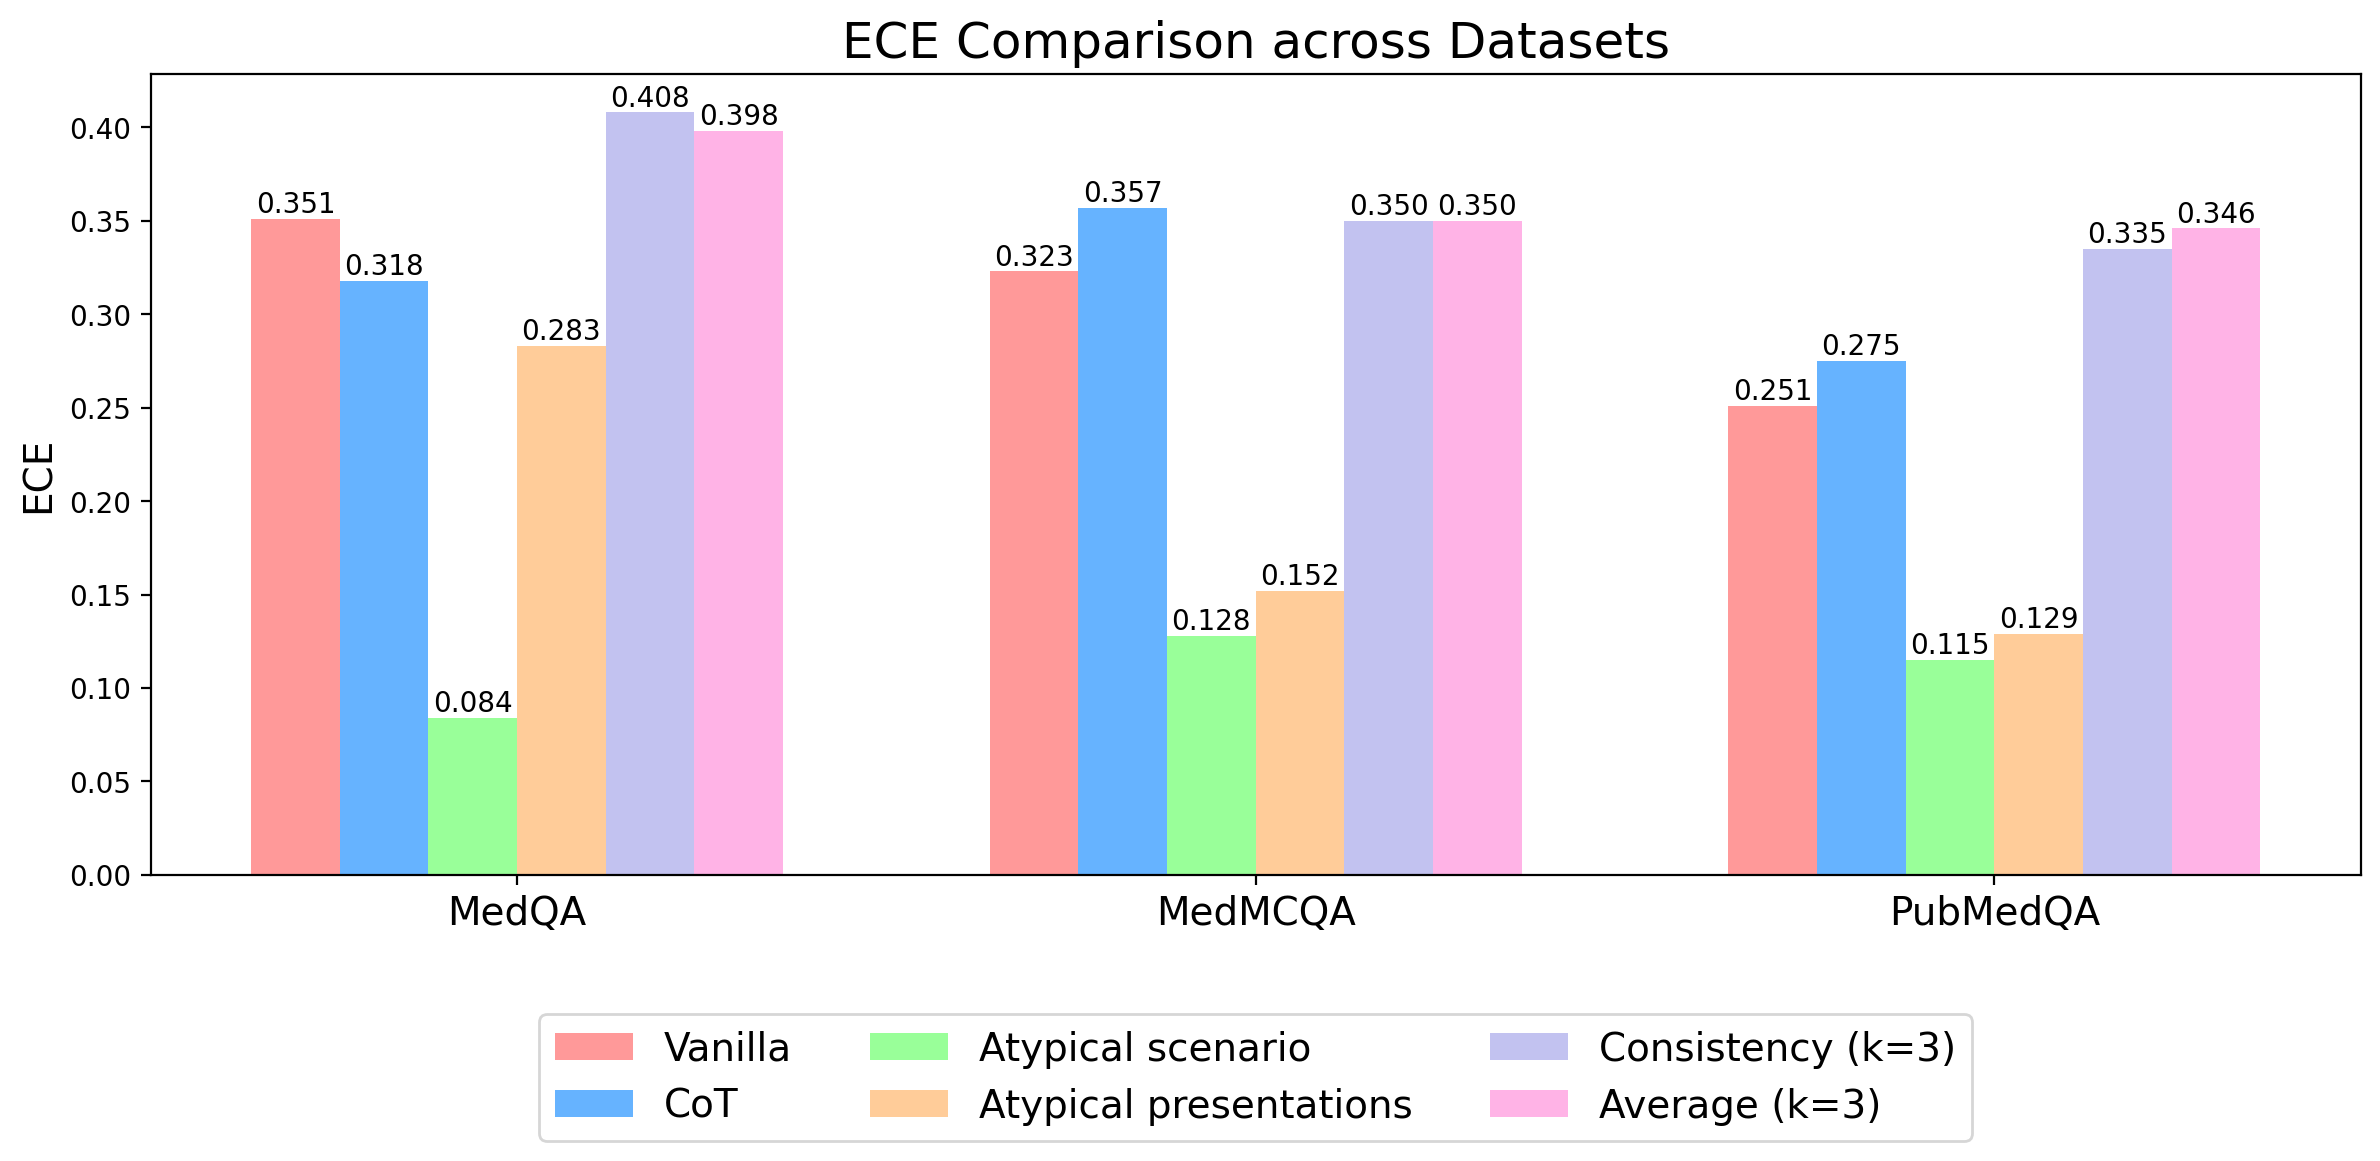 ECE Comparison across Datasets
ECE
0.40
0.35
0.30
0.25
0.20
0.15
0.10
0.05
0.00
0.351
0.318
0.084
0.283
0.408
0.398
0.323
0.357
0.128
0.152
0.350
0.350
0.251
0.275
0.115
0.129
0.335
0.346
MedQA
MedMCQA
PubMedQA
Vanilla
CoT
Atypical scenario
Atypical presentations
Consistency (k=3)
Average (k=3)